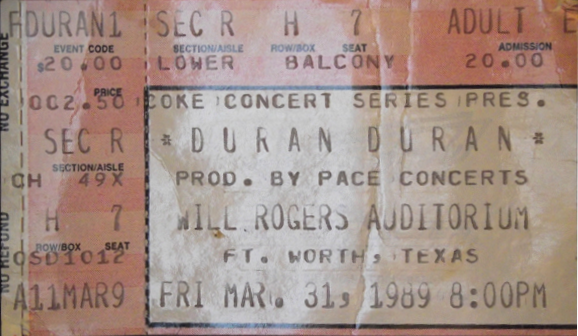 FDURAN1 SEC R H 7 ADULT E
EVENT CODE SECTION/AISLE ROW/BOX SEAT ADMISSION
$20.00 LOWER BALCONY 20.00
PRICE
OC2.50 COKE CONCERT SERIES PRES.
SEC R * DURAN DURAN *
SECTION/AISLE
CH 49X PROD. BY PACE CONCERTS
H 7 WILL ROGERS AUDITORIUM
ROW/BOX SEAT
OSD1012 FT. WORTH, TEXAS
A11MAR9 FRI MAR. 31, 1989 8:00PM
NO EXCHANGE
NO REFUND